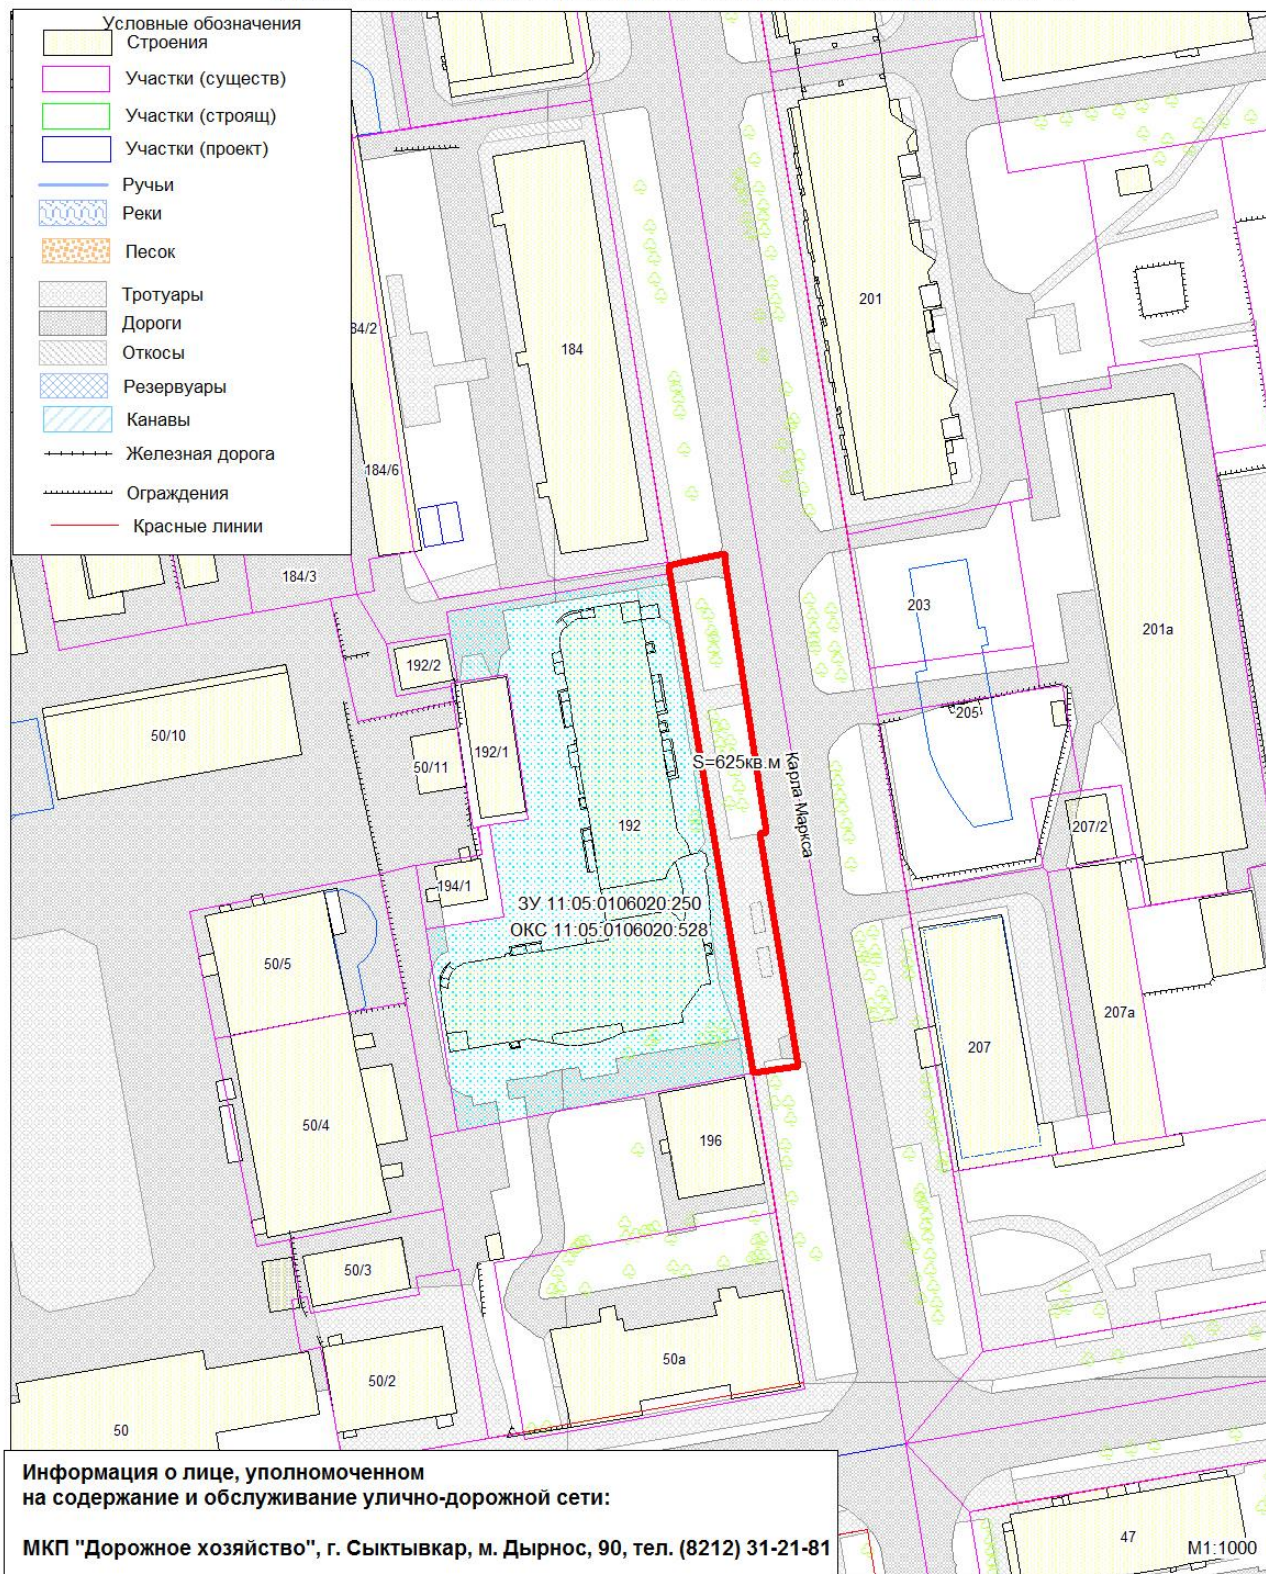 Условные обозначения
Строения
Участки (существ)
Участки (строящ)
Участки (проект)
Ручьи
Реки
Песок
Тротуары
Дороги
Откосы
Резервуары
Канавы
Железная дорога
Ограждения
Красные линии
84/2
184
201
184/6
184/3
203
201а
192/2
205
50/10
50/11
192/1
S=625кв.м
Карла Маркса
192
207/2
194/1
ЗУ 11:05:0106020:250
ОКС 11:05:0106020:528
50/5
207а
207
50/4
196
50/3
50а
50/2
50
47
М1:1000
Информация о лице, уполномоченном
на содержание и обслуживание улично-дорожной сети:
МКП "Дорожное хозяйство", г. Сыктывкар, м. Дырнос, 90, тел. (8212) 31-21-81